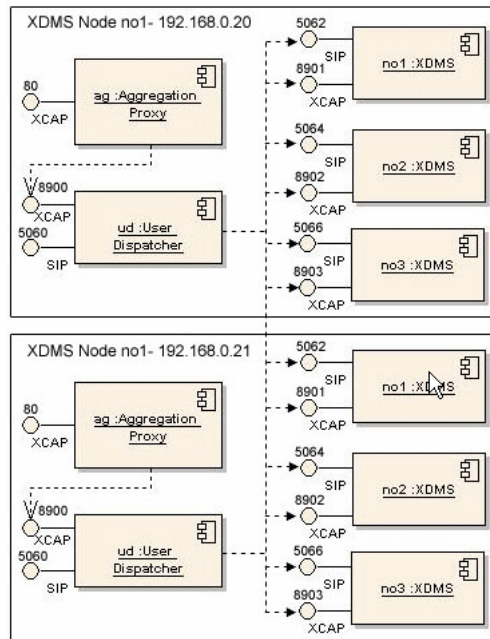 XDMS Node no1- 192.168.0.20
80
XCAP
ag :Aggregation
Proxy
8900
XCAP
5060
SIP
ud :User
Dispatcher
5062
SIP
8901
XCAP
no1 :XDMS
5064
SIP
8902
XCAP
no2 :XDMS
5066
SIP
8903
XCAP
no3 :XDMS
XDMS Node no1- 192.168.0.21
80
XCAP
ag :Aggregation
Proxy
8900
XCAP
5060
SIP
ud :User
Dispatcher
5062
SIP
8901
XCAP
no1 :XDMS
5064
SIP
8902
XCAP
no2 :XDMS
5066
SIP
8903
XCAP
no3 :XDMS